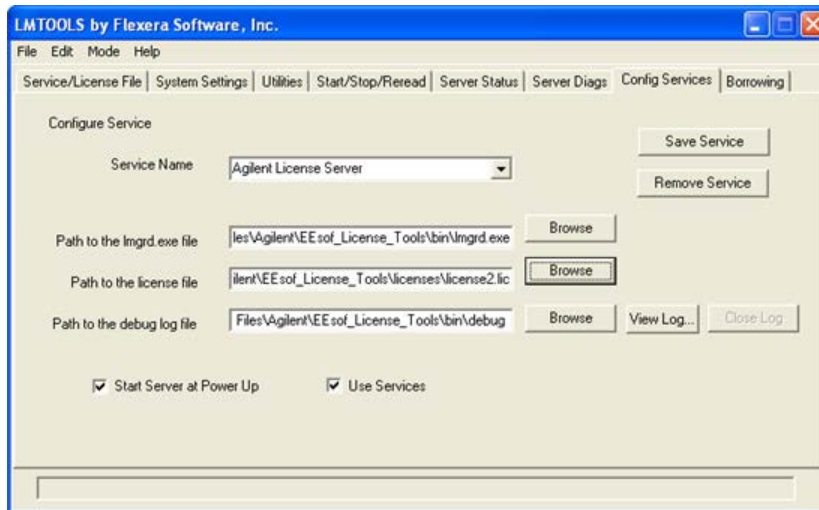 LMTOOLS by Flexera Software, Inc.
File Edit Mode Help
Service/License File System Settings Utilities Start/Stop/Reread Server Status Server Diags Config Services Borrowing
Configure Service
Save Service
Service Name Agilent License Server
Remove Service
Path to the lmgrd.exe file les\Agilent\EEsof_License_Tools\bin\lmgrd.exe Browse
Path to the license file ilent\EEsof_License_Tools\licenses\license2.lic Browse
Path to the debug log file Files\Agilent\EEsof_License_Tools\bin\debug Browse View Log... Close Log
Start Server at Power Up Use Services